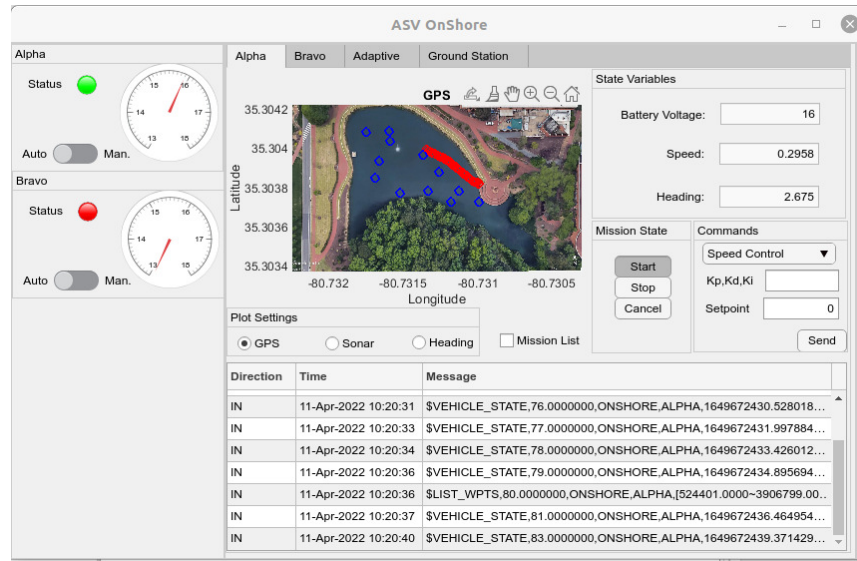 ASV OnShore
Alpha
Status
15 16
14 17
13 15
Auto Man.
Bravo
Status
15 16
14 17
13 15
Auto Man.
Alpha Bravo Adaptive Ground Station
GPS
35.3042
35.304
35.3038
35.3036
35.3034
Latitude
-80.732 -80.7315 -80.731 -80.7305
Longitude
State Variables
Battery Voltage: 16
Speed: 0.2958
Heading: 2.675
Mission State
Start
Stop
Cancel
Commands
Speed Control
Kp,Kd,Ki
Setpoint 0
Send
Plot Settings
GPS Sonar Heading
Mission List
Direction Time Message
IN 11-Apr-2022 10:20:31 $VEHICLE_STATE,76.0000000,ONSHORE,ALPHA,1649672430.528018...
IN 11-Apr-2022 10:20:33 $VEHICLE_STATE,77.0000000,ONSHORE,ALPHA,1649672431.997884...
IN 11-Apr-2022 10:20:34 $VEHICLE_STATE,78.0000000,ONSHORE,ALPHA,1649672433.426012...
IN 11-Apr-2022 10:20:36 $VEHICLE_STATE,79.0000000,ONSHORE,ALPHA,1649672434.895694...
IN 11-Apr-2022 10:20:36 $LIST_WPTS,80.0000000,ONSHORE,ALPHA,[524401.0000~3906799.00..
IN 11-Apr-2022 10:20:37 $VEHICLE_STATE,81.0000000,ONSHORE,ALPHA,1649672436.464954...
IN 11-Apr-2022 10:20:40 $VEHICLE_STATE,83.0000000,ONSHORE,ALPHA,1649672439.371429...